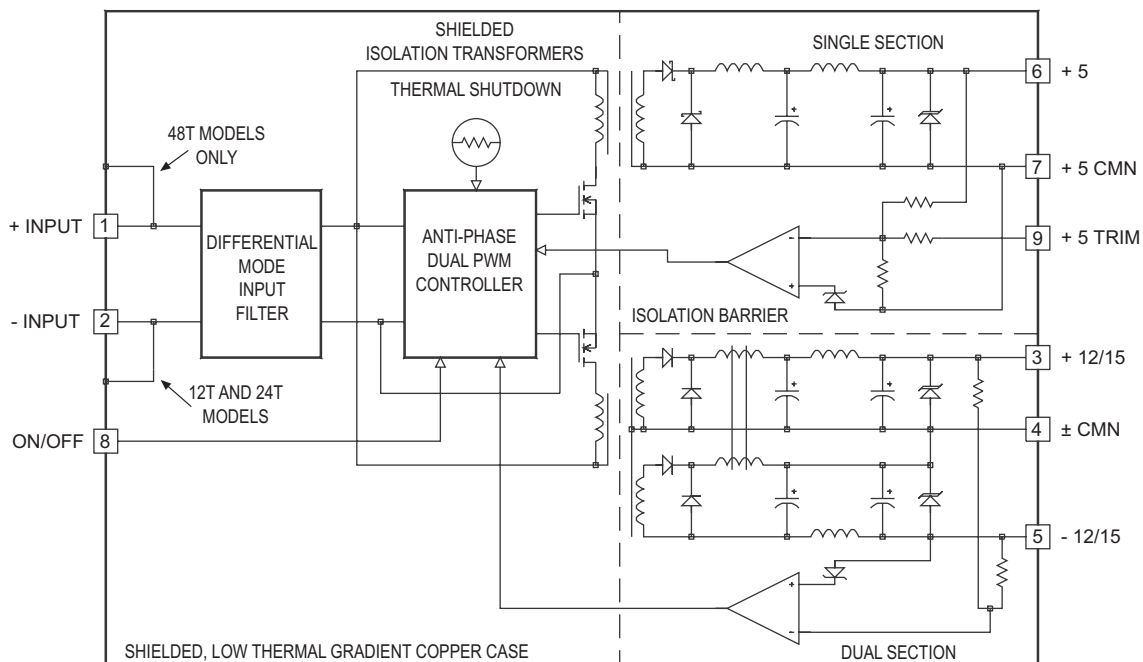 SHIELDED
ISOLATION TRANSFORMERS
THERMAL SHUTDOWN
SINGLE SECTION
6 + 5
48T MODELS
ONLY
7 + 5 CMN
+ INPUT 1
DIFFERENTIAL
MODE
INPUT
FILTER
ANTI-PHASE
DUAL PWM
CONTROLLER
-
+
9 + 5 TRIM
- INPUT 2
ISOLATION BARRIER
12T AND 24T
MODELS
3 + 12/15
ON/OFF 8
4 ± CMN
5 - 12/15
+
-
SHIELDED, LOW THERMAL GRADIENT COPPER CASE
DUAL SECTION